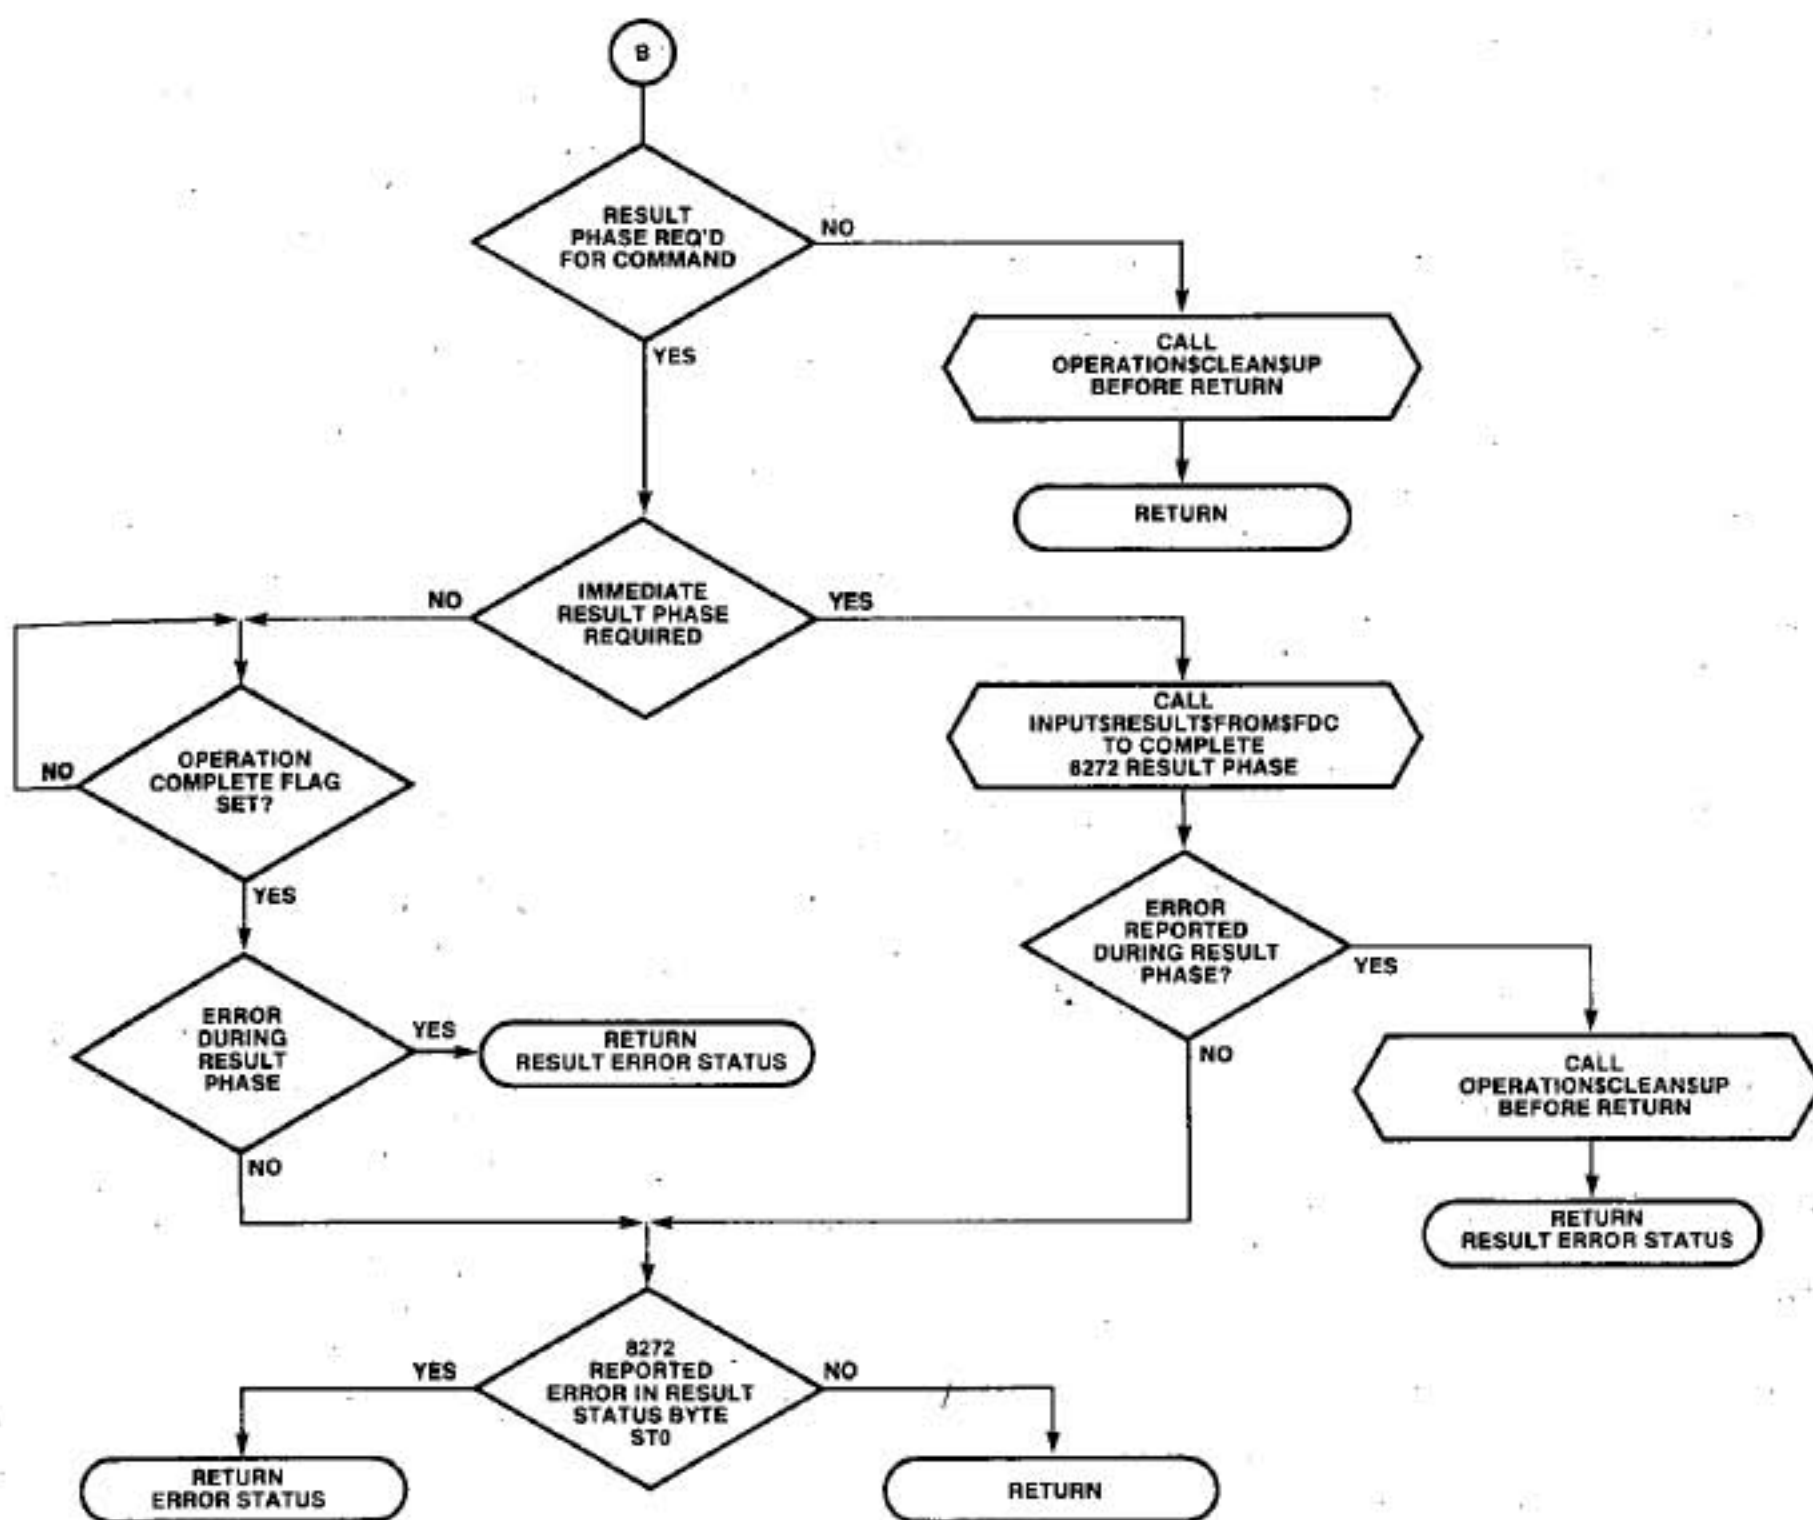 B
RESULT
PHASE REQ'D
FOR COMMAND
NO
YES
CALL
OPERATION$CLEAN$UP
BEFORE RETURN
RETURN
IMMEDIATE
RESULT PHASE
REQUIRED
NO
YES
OPERATION
COMPLETE FLAG
SET?
NO
YES
CALL
INPUT$RESULT$FROM$FDC
TO COMPLETE
8272 RESULT PHASE
ERROR
REPORTED
DURING RESULT
PHASE?
YES
NO
ERROR
DURING
RESULT
PHASE
YES
NO
RETURN
RESULT ERROR STATUS
CALL
OPERATION$CLEAN$UP
BEFORE RETURN
RETURN
RESULT ERROR STATUS
8272
REPORTED
ERROR IN RESULT
STATUS BYTE
ST0
YES
NO
RETURN
ERROR STATUS
RETURN